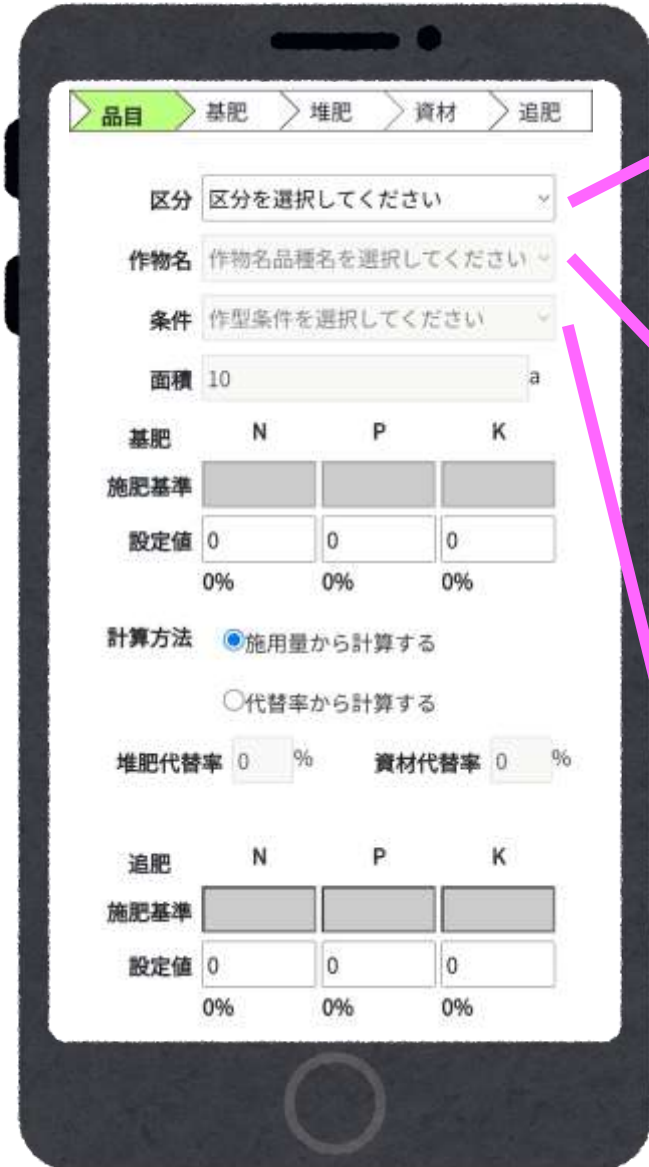 品目 基肥 堆肥 資材 追肥
区分 区分を選択してください
作物名 作物名品種名を選択してください
条件 作型条件を選択してください
面積 10 a
基肥 N P K
施肥基準
設定値 0 0 0
0% 0% 0%
計算方法 施用量から計算する
代替率から計算する
堆肥代替率 0 % 資材代替率 0 %
追肥 N P K
施肥基準
設定値 0 0 0
0% 0% 0%